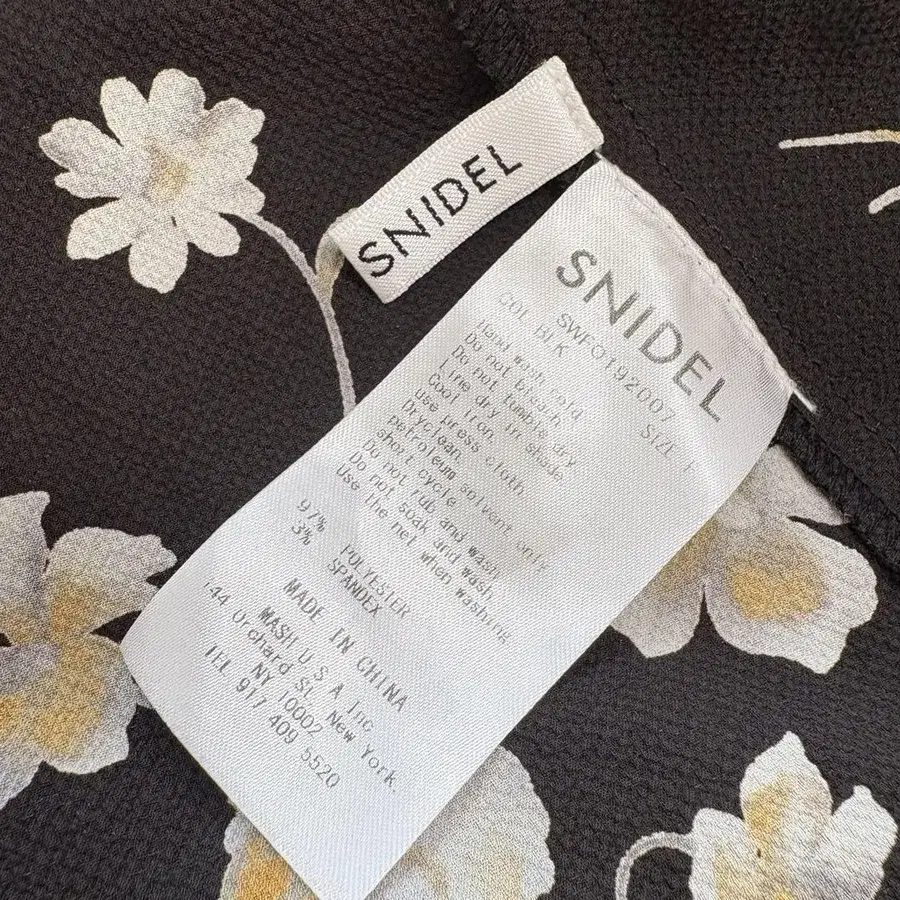 SNIDEL
SNIDEL
SWFO192007 SIZE F
COL BLK
Hand wash cold
Do not bleach
Do not tumble dry
Line dry in shade
Cool iron
use press cloth
Dryclean
petroleum solvent only
short cycle
Do not rub and wash
Do not soak and wash,
Use the net when washing
97% POLYESTER
3% SPANDEX
MADE IN CHINA
MASH U S A Inc
144 Orchard St, New York.
NY 10002
TEL 917 409 5520